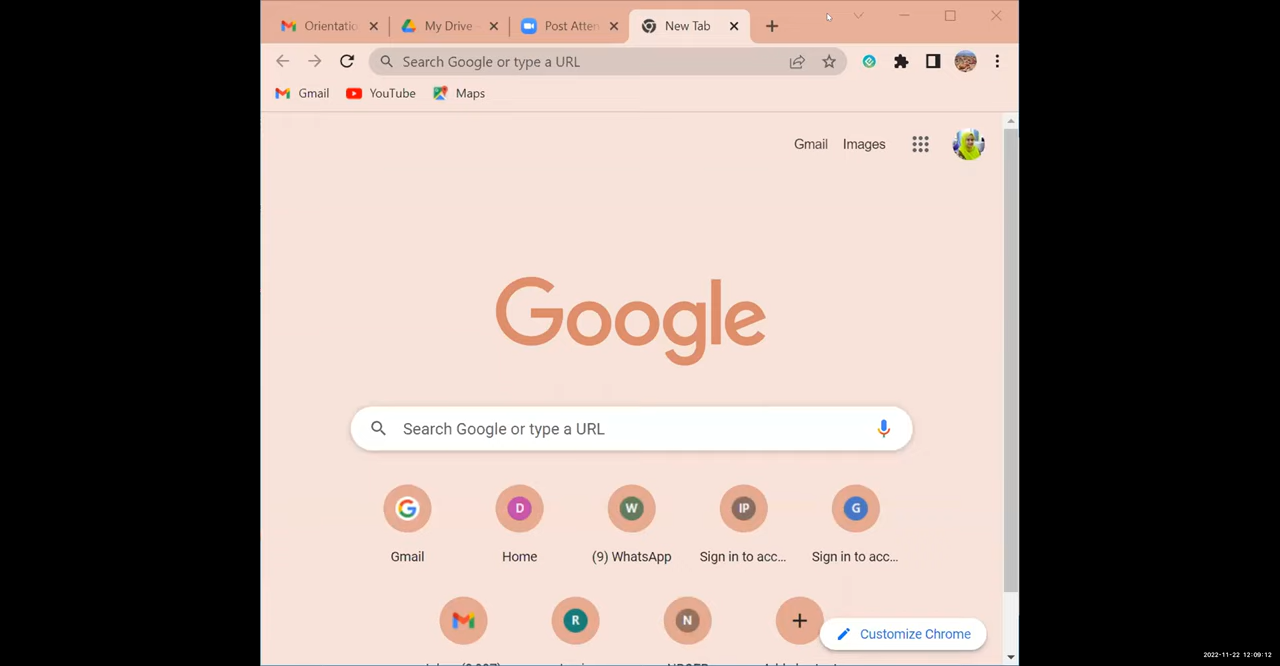 Orientatio
My Drive -
Post Atten
New Tab
Search Google or type a URL
Gmail
YouTube
Maps
Gmail
Images
Google
Search Google or type a URL
G
D
W
IP
G
Gmail
Home
(9) WhatsApp
Sign in to acc...
Sign in to acc...
R
N
Customize Chrome
2022-11-22 12:09:12